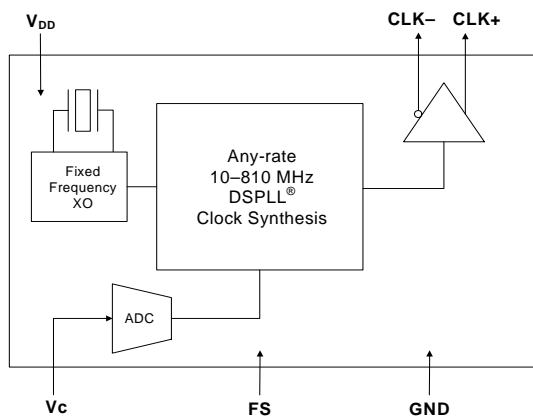 VDD
CLK– CLK+
Fixed
Frequency
XO
Any-rate
10–810 MHz
DSPLL®
Clock Synthesis
ADC
Vc
FS
GND